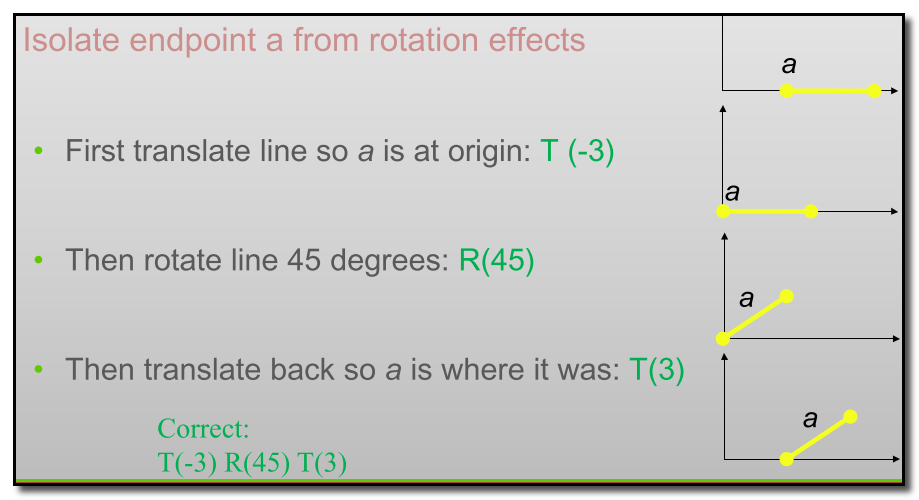 Isolate endpoint a from rotation effects
a
• First translate line so a is at origin: T (-3)
a
• Then rotate line 45 degrees: R(45)
a
• Then translate back so a is where it was: T(3)
a
Correct:
T(-3) R(45) T(3)